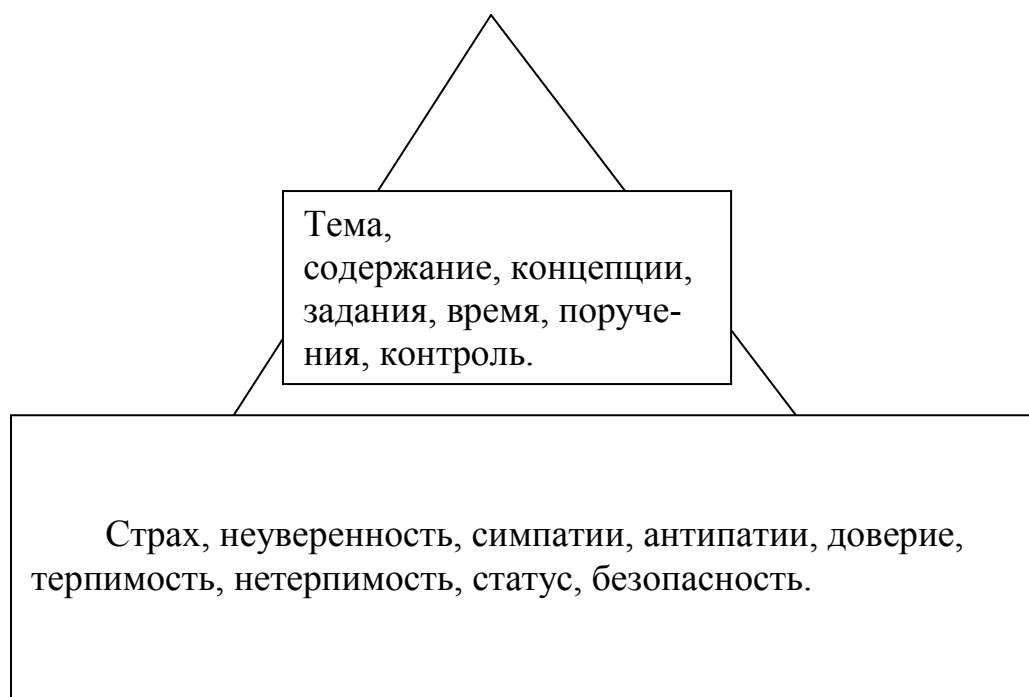 Тема,
содержание, концепции,
задания, время, поруче-
ния, контроль.
Страх, неуверенность, симпатии, антипатии, доверие,
терпимость, нетерпимость, статус, безопасность.